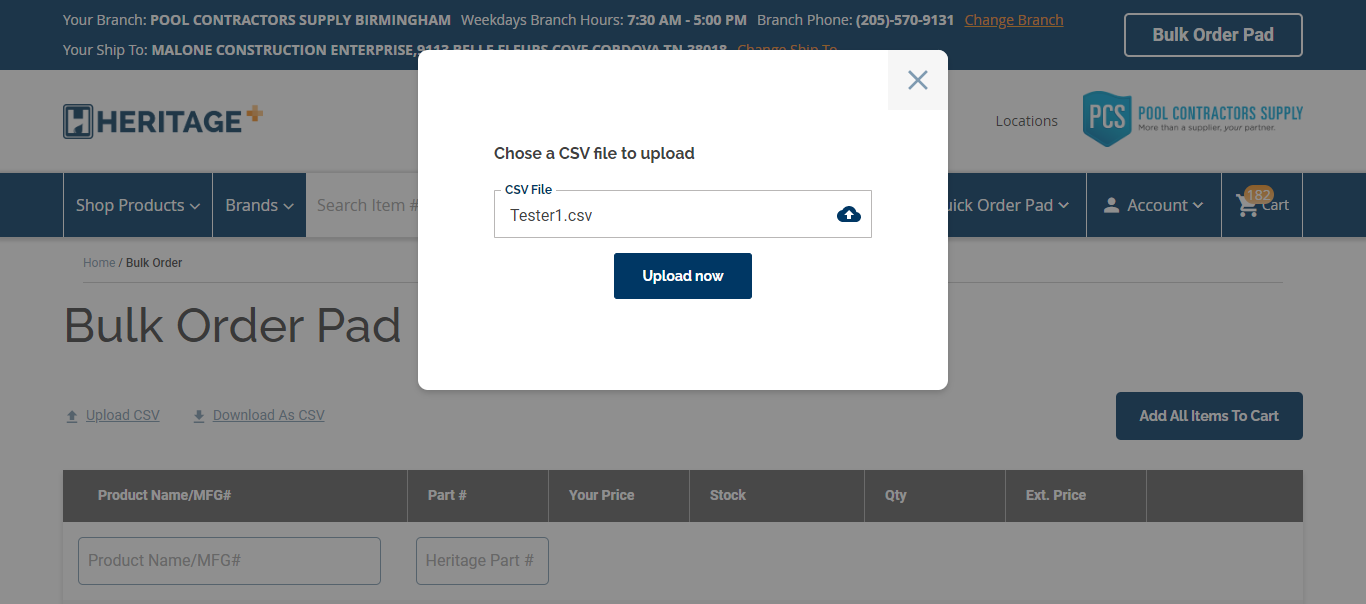 Your Branch: POOL CONTRACTORS SUPPLY BIRMINGHAM Weekdays Branch Hours: 7:30 AM - 5:00 PM Branch Phone: (205)-570-9131 Change Branch
Bulk Order Pad
Your Ship To: MALONE CONSTRUCTION ENTERPRISE,9113 BELLE FLEURS COVE CORDOVA TN 38018 Change Ship To
HERITAGE+
Locations
PCS POOL CONTRACTORS SUPPLY
More than a supplier, your partner.
Chose a CSV file to upload
CSV File
Tester1.csv
Upload now
Shop Products
Brands
Search Item #
uick Order Pad
Account
182
Cart
Home / Bulk Order
Bulk Order Pad
Upload CSV
Download As CSV
Add All Items To Cart
Product Name/MFG# Part # Your Price Stock Qty Ext. Price
Product Name/MFG# Heritage Part #